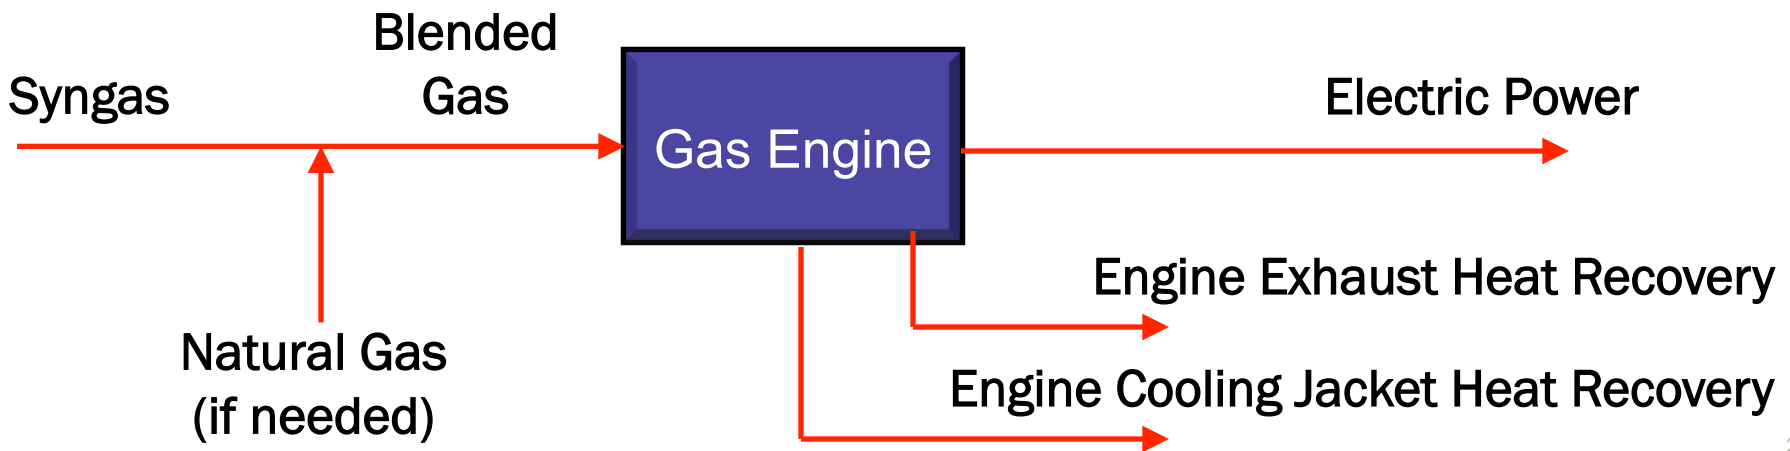 Blended
Gas
Syngas
Gas Engine
Electric Power
Natural Gas
(if needed)
Engine Exhaust Heat Recovery
Engine Cooling Jacket Heat Recovery